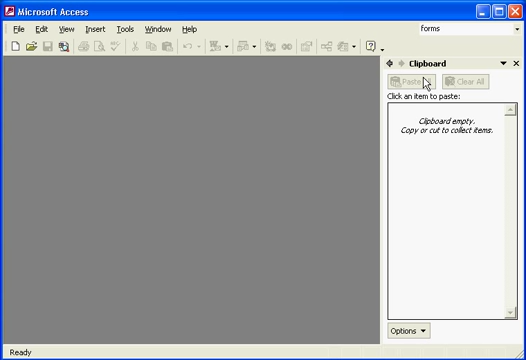 Microsoft Access
File Edit View Insert Tools Window Help forms
Clipboard
Paste All Clear All
Click an item to paste:
Clipboard empty.
Copy or cut to collect items.
Options
Ready